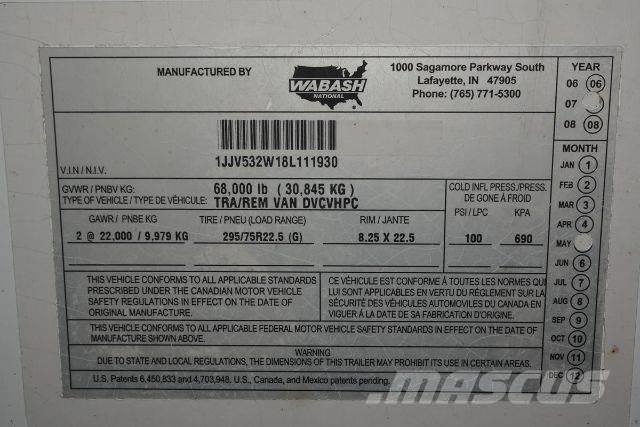 MANUFACTURED BY
WABASH
NATIONAL
1000 Sagamore Parkway South
Lafayette, IN 47905
Phone: (765) 771-5300
YEAR
06 06
07
08 08
1JJV532W18L111930
V.I.N./N.I.V.
GVWR / PNBV KG: 68,000 lb ( 30,845 KG )
TYPE OF VEHICLE / TYPE DE VÉHICULE: TRA/REM VAN DVCVHPC
COLD INFL PRESS./PRESS.
DE GONE À FROID
GAWR / PNBE KG TIRE / PNEU (LOAD RANGE) RIM / JANTE PSI / LPC KPA
2 @ 22,000 / 9,979 KG 295/75R22.5 (G) 8.25 X 22.5 100 690
MONTH
JAN 1
FEB 2
MAR 3
APR 4
MAY
JUN 6
JUL 7
AUG 8
SEP 9
OCT 10
NOV 11
DEC 12
THIS VEHICLE CONFORMS TO ALL APPLICABLE STANDARDS
PRESCRIBED UNDER THE CANADIAN MOTOR VEHICLE
SAFETY REGULATIONS IN EFFECT ON THE DATE OF
ORIGINAL MANUFACTURE.
CE VÉHICULE EST CONFORME À TOUTES LES NORMES QUI
LUI SONT APPLICABLES EN VERTU DU RÈGLEMENT SUR LA
SÉCURITÉ DES VÉHICULES AUTOMOBILES DU CANADA EN
VIGUER À LA DATE DE SA FABRICATION D'ORIGINE.
THIS VEHICLE CONFORMS TO ALL APPLICABLE FEDERAL MOTOR VEHICLE SAFETY STANDARDS IN EFFECT ON THE DATE OF
MANUFACTURE SHOWN ABOVE.
WARNING
DUE TO STATE AND LOCAL REGULATIONS, THE DIMENSIONS OF THIS TRAILER MAY PROHIBIT ITS USE IN CERTAIN AREAS.
U.S. Patents 6,450,833 and 4,703,948, U.S., Canada, and Mexico patents pending.
MASCUS